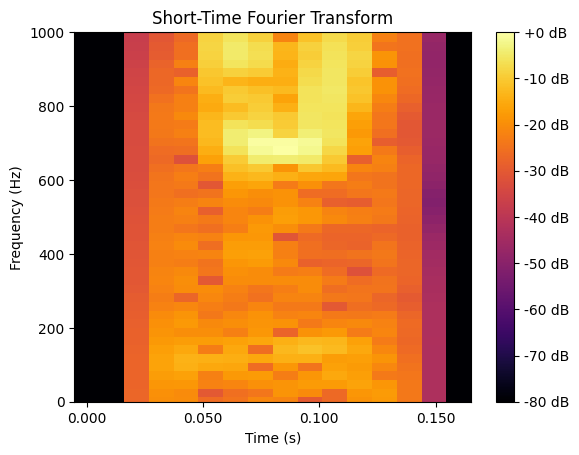 Short-Time Fourier Transform
Frequency (Hz)
1000
800
600
400
200
0
0.000
0.050
0.100
0.150
Time (s)
+0 dB
-10 dB
-20 dB
-30 dB
-40 dB
-50 dB
-60 dB
-70 dB
-80 dB